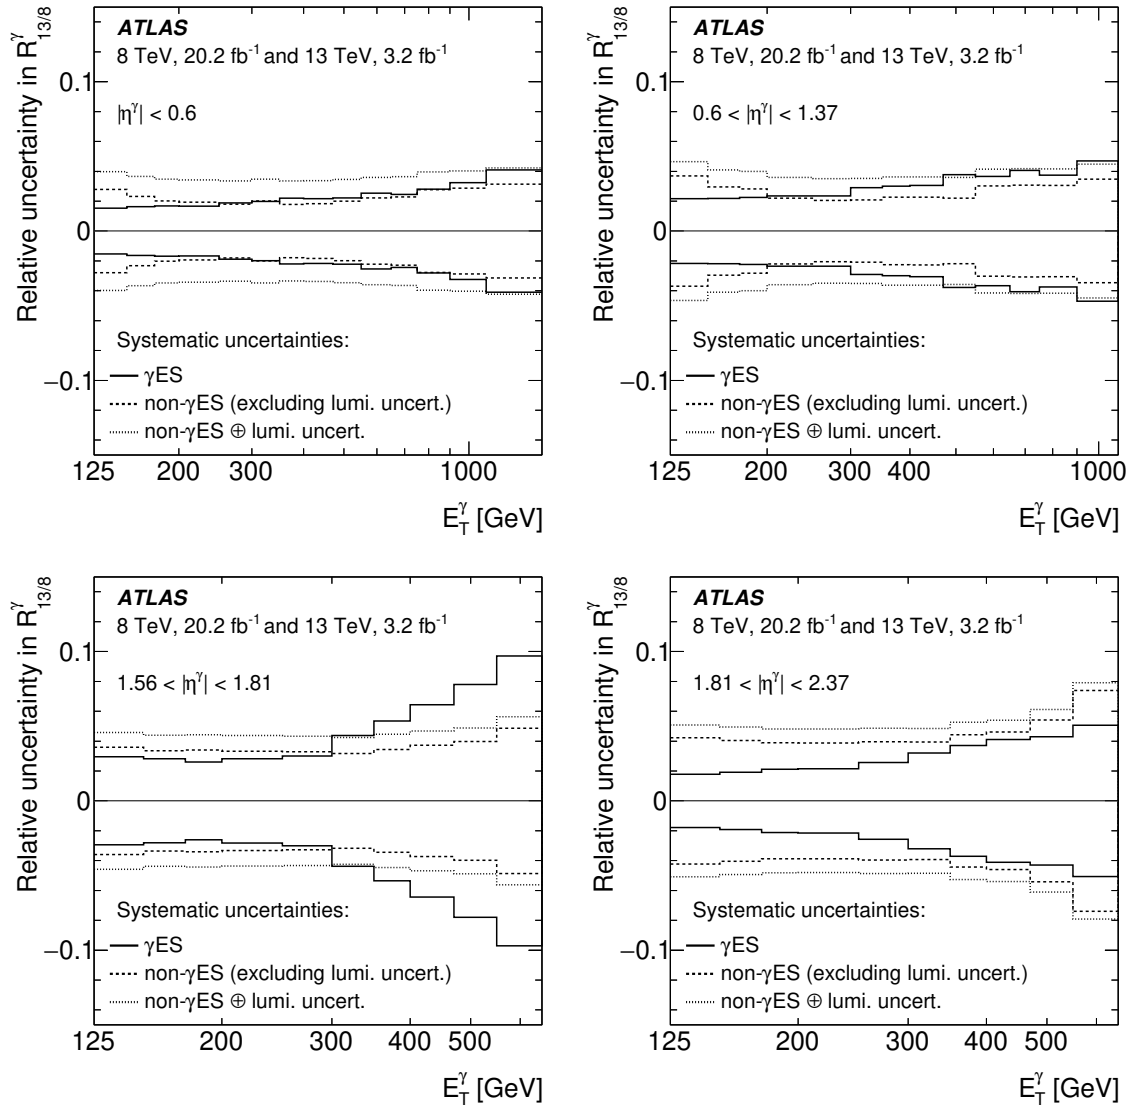 Relative uncertainty in R^γ_13/8
ATLAS
8 TeV, 20.2 fb⁻¹ and 13 TeV, 3.2 fb⁻¹
|η^γ| < 0.6
0.1
0
−0.1
Systematic uncertainties:
γES
non-γES (excluding lumi. uncert.)
non-γES ⊕ lumi. uncert.
125 200 300 1000
E_T^γ [GeV]
Relative uncertainty in R^γ_13/8
ATLAS
8 TeV, 20.2 fb⁻¹ and 13 TeV, 3.2 fb⁻¹
0.6 < |η^γ| < 1.37
0.1
0
−0.1
Systematic uncertainties:
γES
non-γES (excluding lumi. uncert.)
non-γES ⊕ lumi. uncert.
125 200 300 400 1000
E_T^γ [GeV]
Relative uncertainty in R^γ_13/8
ATLAS
8 TeV, 20.2 fb⁻¹ and 13 TeV, 3.2 fb⁻¹
1.56 < |η^γ| < 1.81
0.1
0
−0.1
Systematic uncertainties:
γES
non-γES (excluding lumi. uncert.)
non-γES ⊕ lumi. uncert.
125 200 300 400 500
E_T^γ [GeV]
Relative uncertainty in R^γ_13/8
ATLAS
8 TeV, 20.2 fb⁻¹ and 13 TeV, 3.2 fb⁻¹
1.81 < |η^γ| < 2.37
0.1
0
−0.1
Systematic uncertainties:
γES
non-γES (excluding lumi. uncert.)
non-γES ⊕ lumi. uncert.
125 200 300 400 500
E_T^γ [GeV]